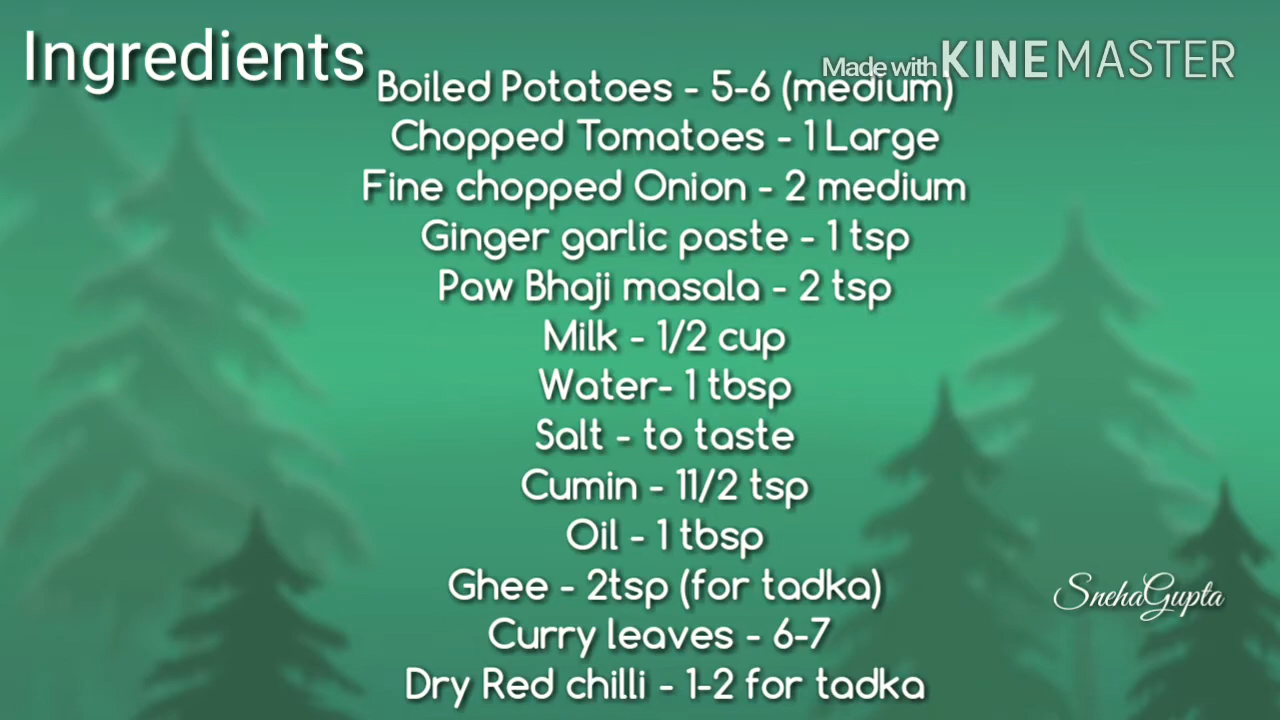 Ingredients
Made with KINEMASTER
Boiled Potatoes - 5-6 (medium)
Chopped Tomatoes - 1 Large
Fine chopped Onion - 2 medium
Ginger garlic paste - 1 tsp
Paw Bhaji masala - 2 tsp
Milk - 1/2 cup
Water- 1 tbsp
Salt - to taste
Cumin - 11/2 tsp
Oil - 1 tbsp
Ghee - 2tsp (for tadka)
SnehaGupta
Curry leaves - 6-7
Dry Red chilli - 1-2 for tadka